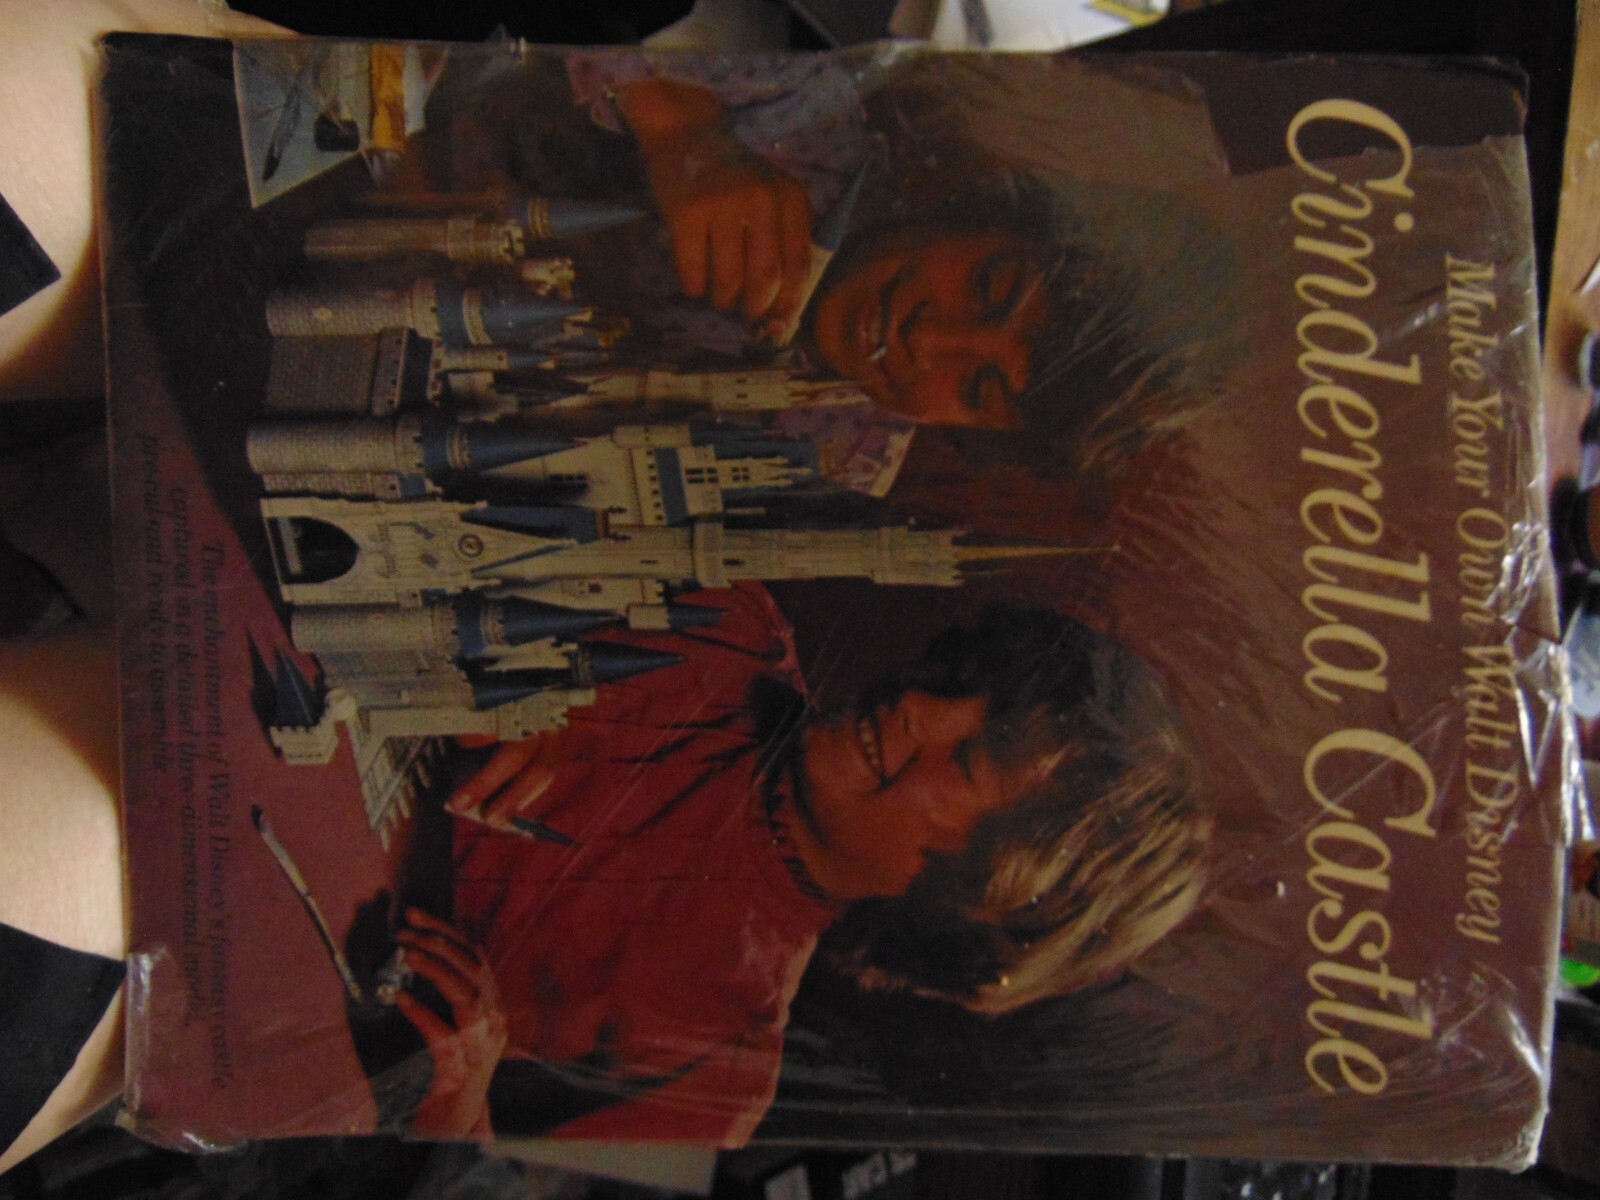 Make Your Own Walt Disney
Cinderella Castle
The enchantment of Walt Disney's fantasy castle
captured in a detailed three-dimensional model,
pre-cut and ready to assemble.